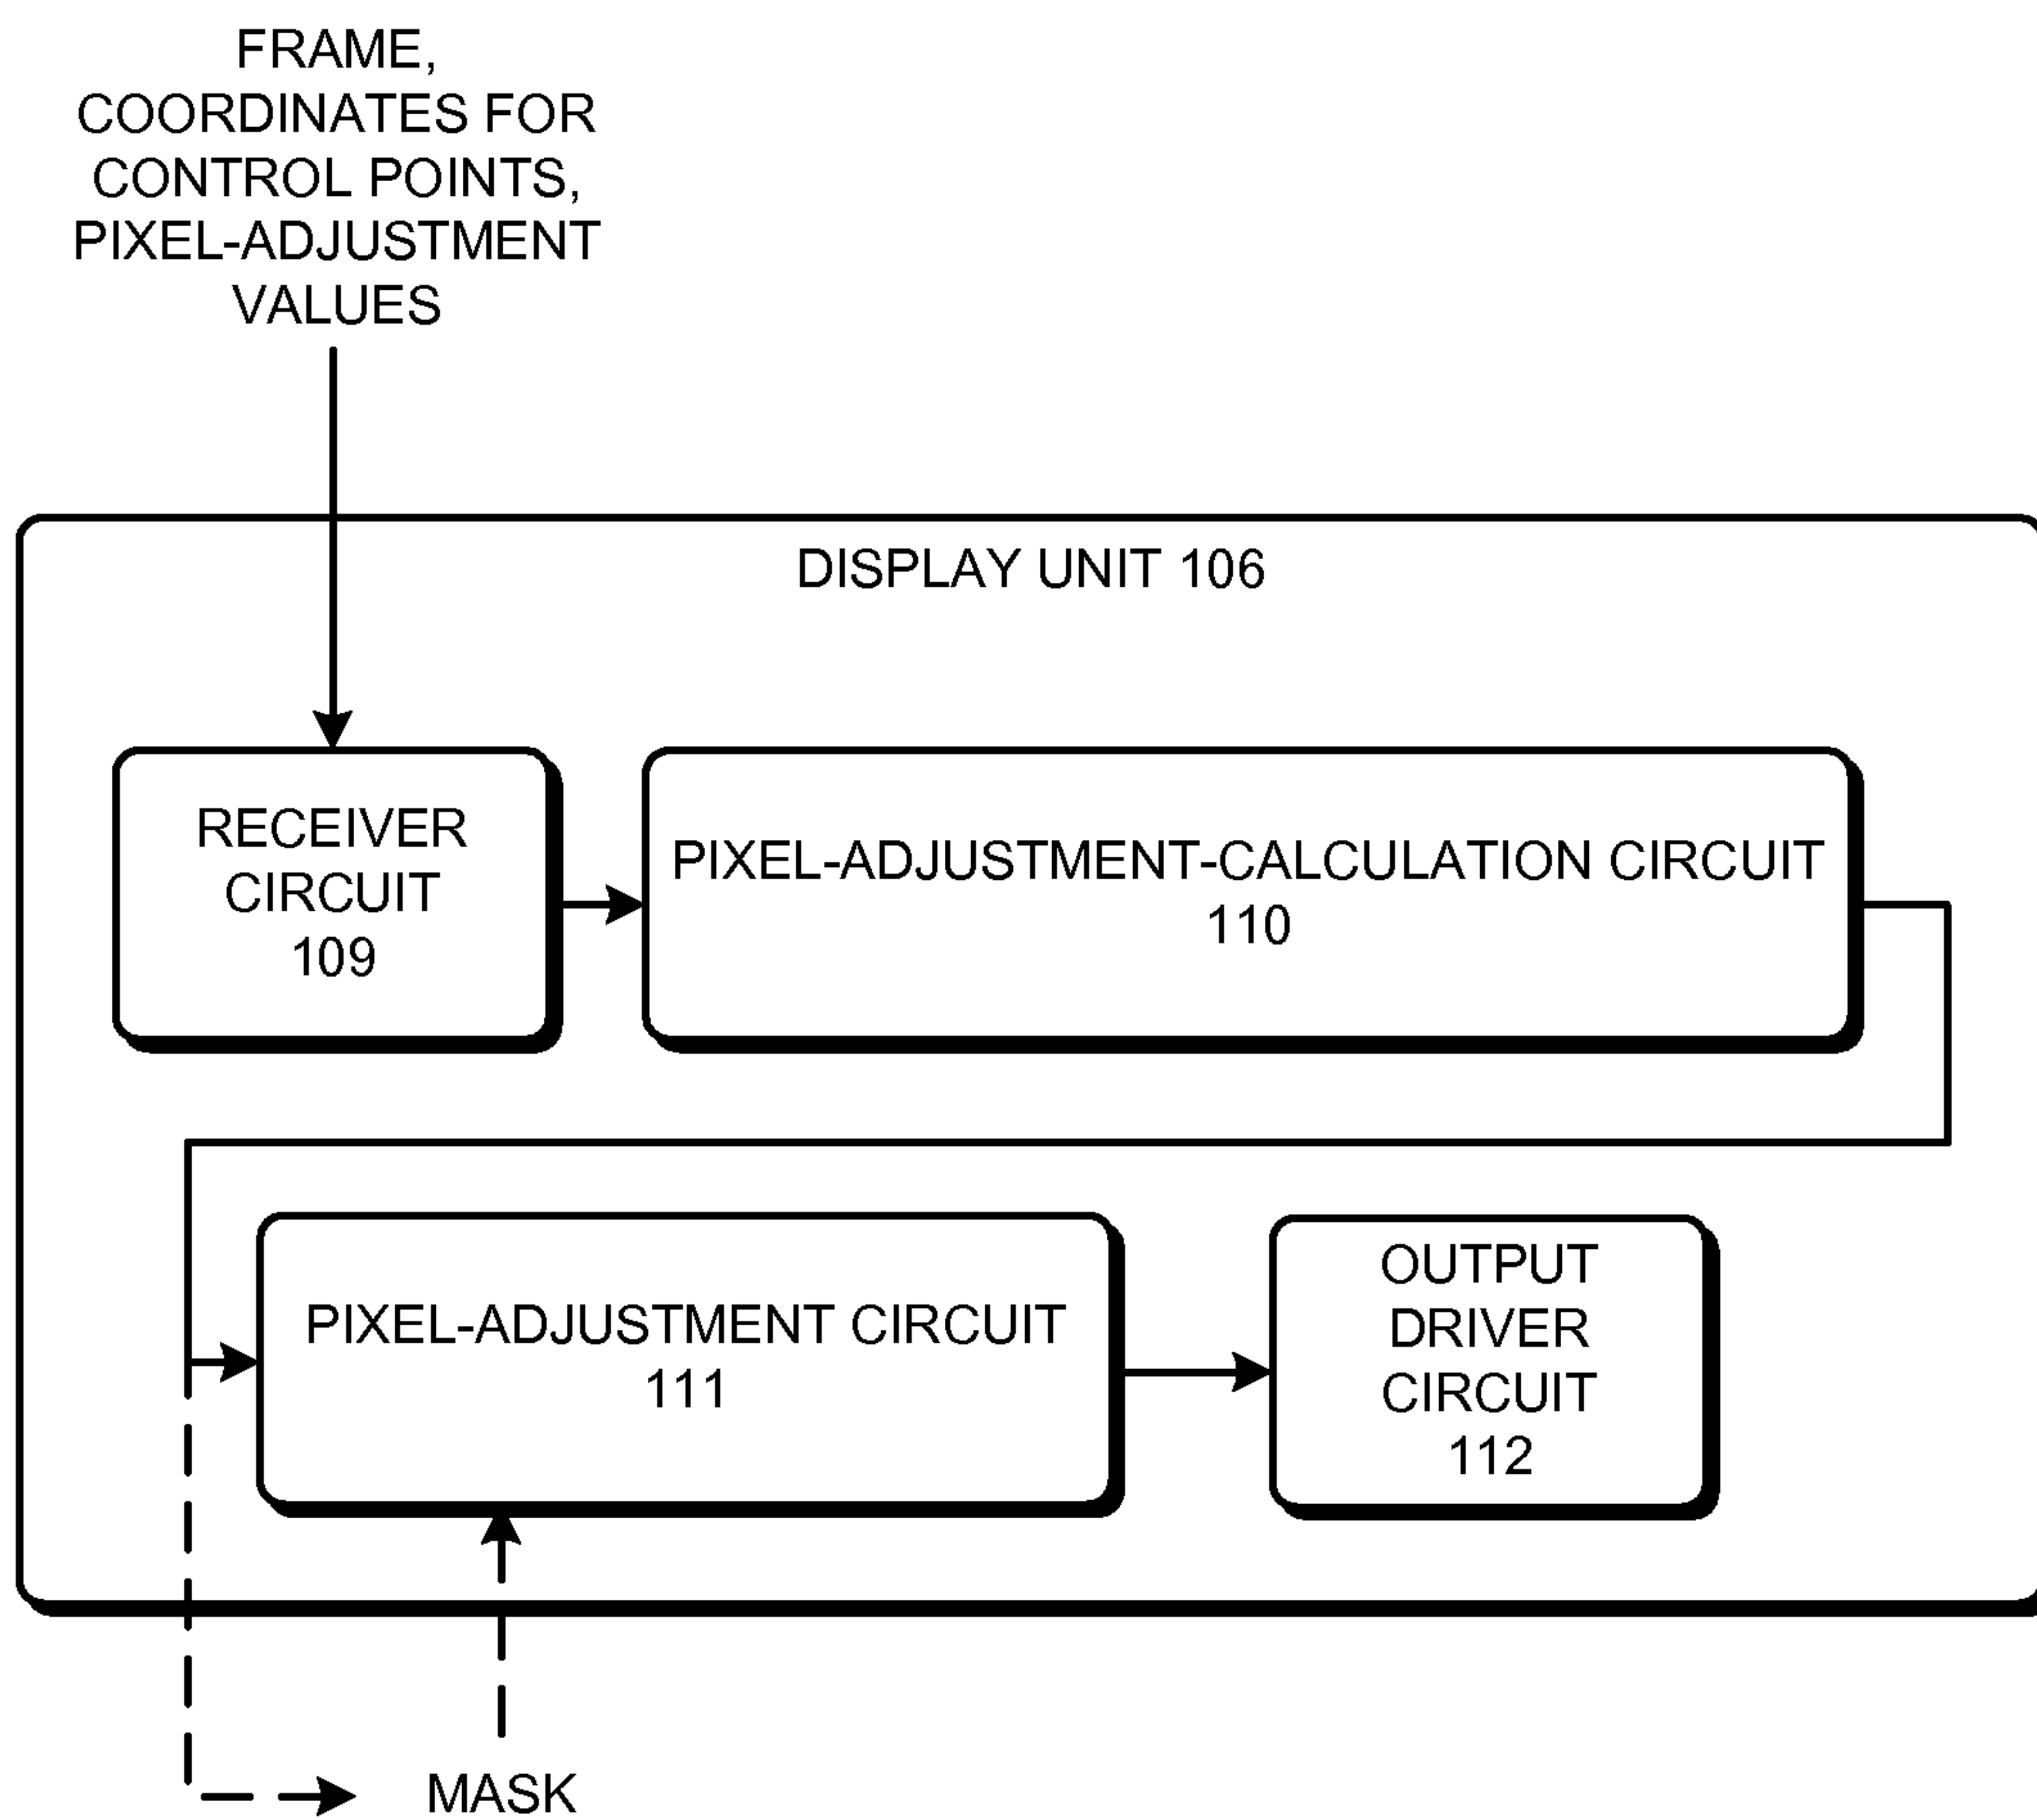 FRAME,
COORDINATES FOR
CONTROL POINTS,
PIXEL-ADJUSTMENT
VALUES
DISPLAY UNIT 106
RECEIVER
CIRCUIT
109
PIXEL-ADJUSTMENT-CALCULATION CIRCUIT
110
PIXEL-ADJUSTMENT CIRCUIT
111
OUTPUT
DRIVER
CIRCUIT
112
MASK